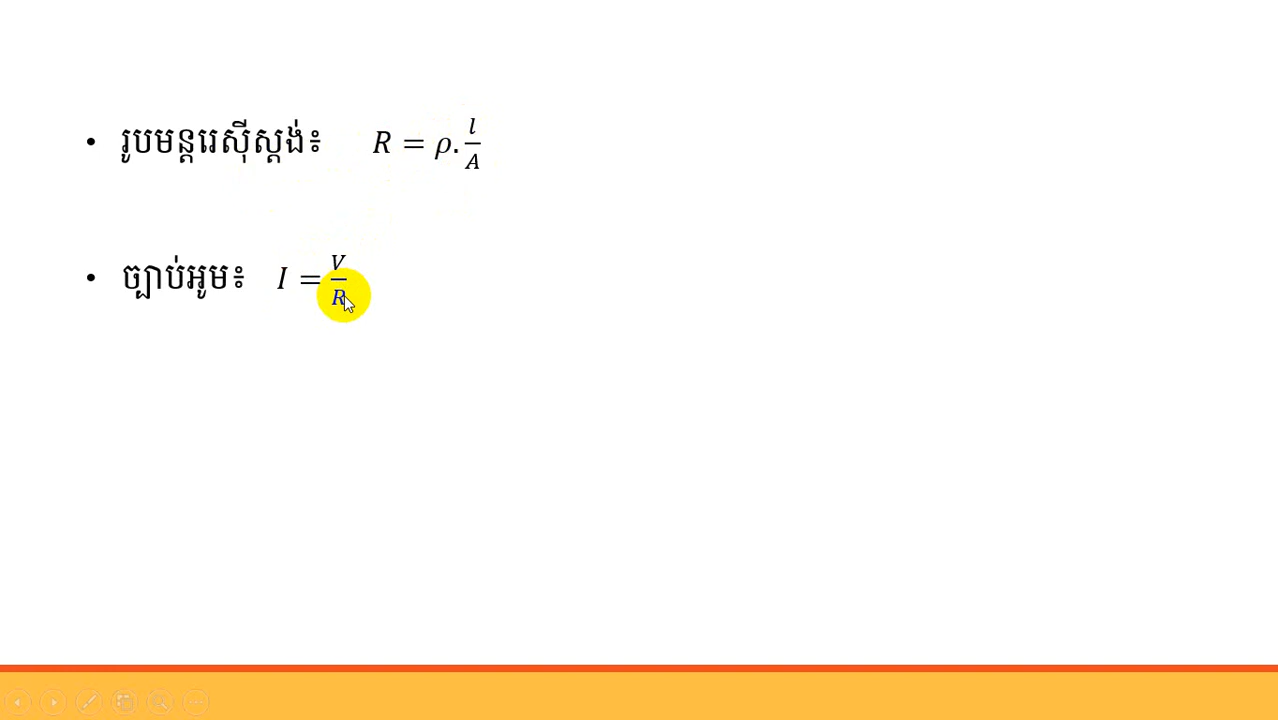 • រូបមន្តរេស៊ីស្តង់៖ R = ρ. l/A
• ច្បាប់អូម៖ I = V/R